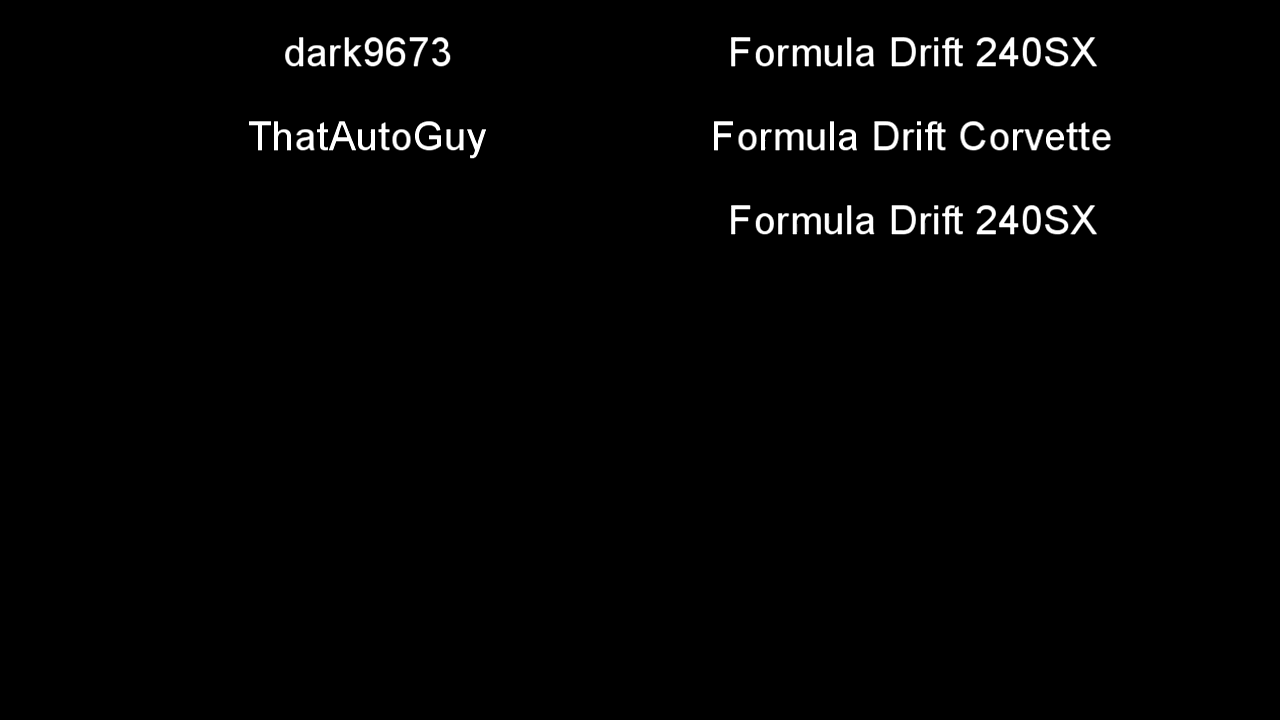 dark9673 Formula Drift 240SX
ThatAutoGuy Formula Drift Corvette
Formula Drift 240SX